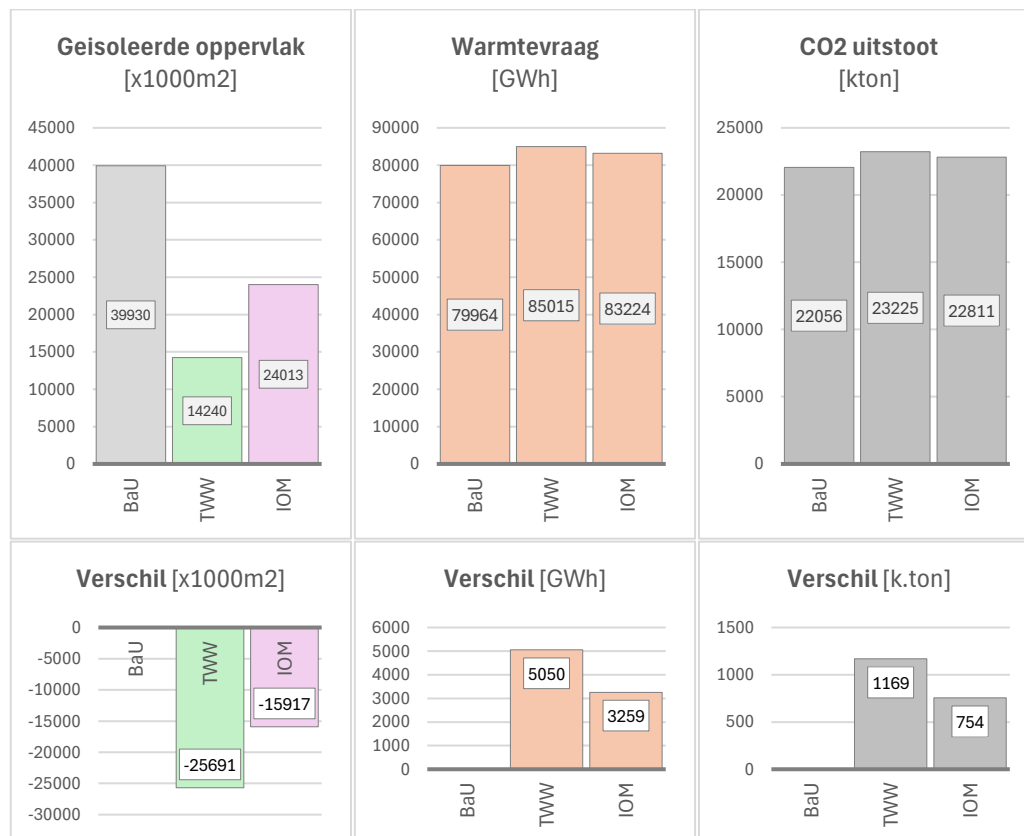 Geisoleerde oppervlak
[x1000m2]
45000
40000
35000
30000
25000
20000
15000
10000
5000
0
39930
14240
24013
BaU
TWW
IOM
Warmtevraag
[GWh]
90000
80000
70000
60000
50000
40000
30000
20000
10000
0
79964
85015
83224
BaU
TWW
IOM
CO2 uitstoot
[kton]
25000
20000
15000
10000
5000
0
22056
23225
22811
BaU
TWW
IOM
Verschil [x1000m2]
0
-5000
-10000
-15000
-20000
-25000
-30000
BaU
TWW
IOM
-25691
-15917
Verschil [GWh]
6000
5000
4000
3000
2000
1000
0
5050
3259
BaU
TWW
IOM
Verschil [k.ton]
1500
1000
500
0
1169
754
BaU
TWW
IOM